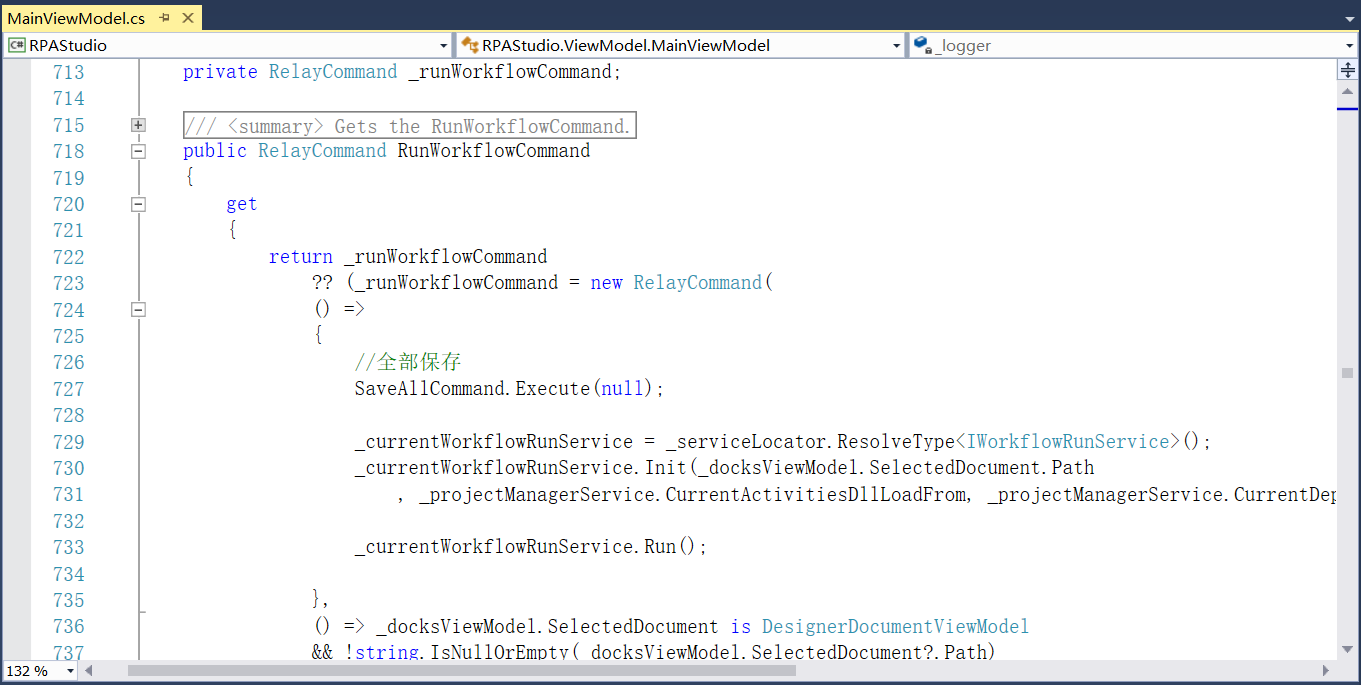 MainViewModel.cs
RPAStudio RPAStudio.ViewModel.MainViewModel _logger
713 private RelayCommand _runWorkflowCommand;
714
715 /// <summary> Gets the RunWorkflowCommand.
718 public RelayCommand RunWorkflowCommand
719 {
720 get
721 {
722 return _runWorkflowCommand
723 ?? (_runWorkflowCommand = new RelayCommand(
724 () =>
725 {
726 //全部保存
727 SaveAllCommand.Execute(null);
728
729 _currentWorkflowRunService = _serviceLocator.ResolveType<IWorkflowRunService>();
730 _currentWorkflowRunService.Init(_docksViewModel.SelectedDocument.Path
731 , _projectManagerService.CurrentActivitiesDllLoadFrom, _projectManagerService.CurrentDep
732
733 _currentWorkflowRunService.Run();
734
735 },
736 () => _docksViewModel.SelectedDocument is DesignerDocumentViewModel
737 && !string.IsNullOrEmpty(_docksViewModel.SelectedDocument?.Path)
132 %